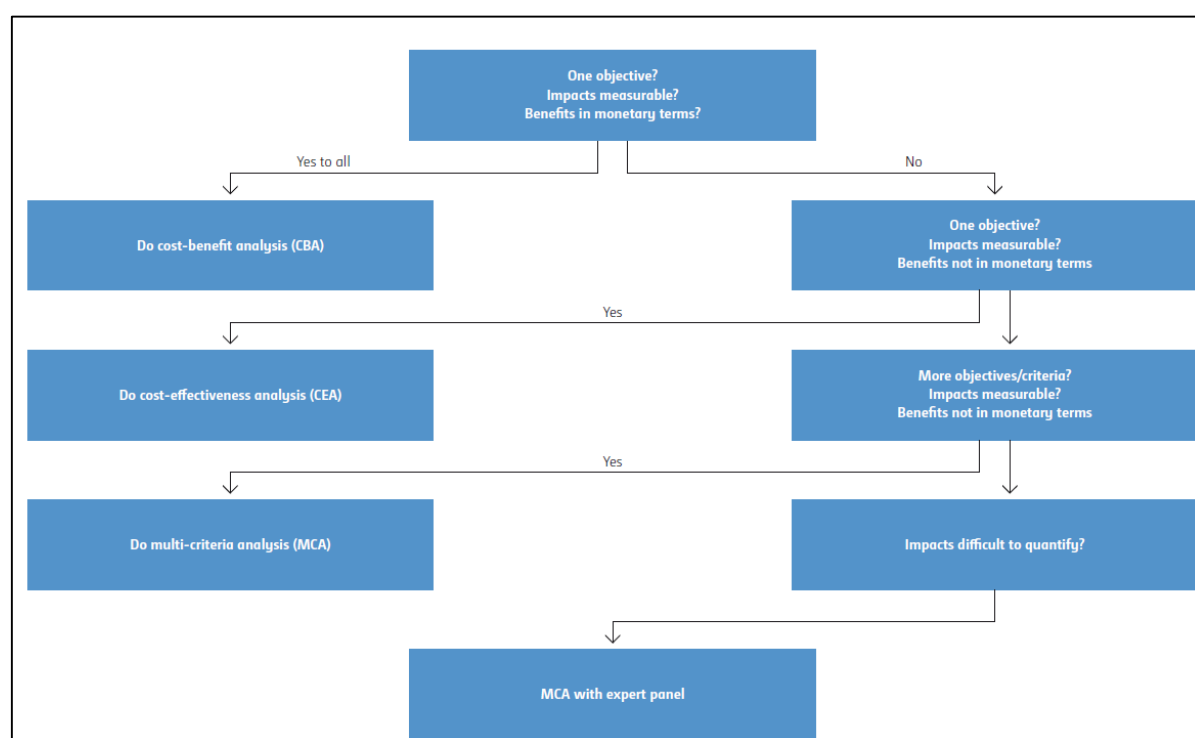 One objective?
Impacts measurable?
Benefits in monetary terms?
Yes to all
No
Do cost-benefit analysis (CBA)
One objective?
Impacts measurable?
Benefits not in monetary terms
Yes
Do cost-effectiveness analysis (CEA)
More objectives/criteria?
Impacts measurable?
Benefits not in monetary terms
Yes
Do multi-criteria analysis (MCA)
Impacts difficult to quantify?
MCA with expert panel